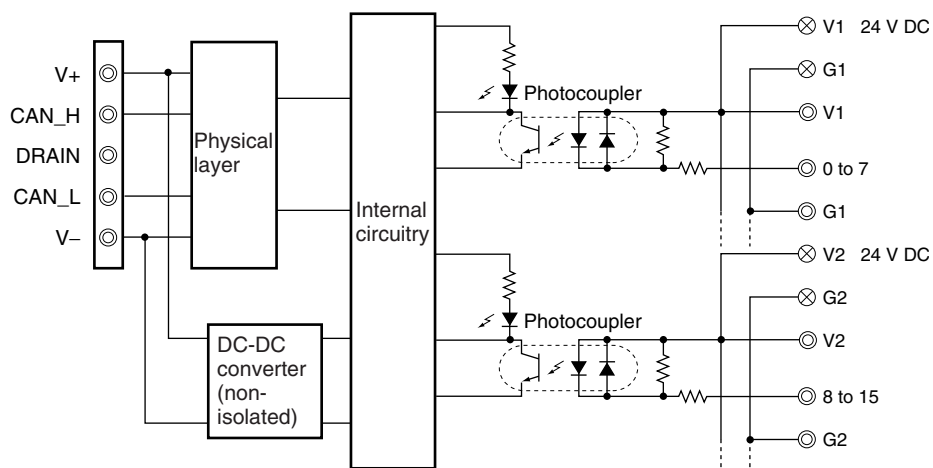 V+
CAN_H
DRAIN
CAN_L
V–
Physical
layer
DC-DC
converter
(non-
isolated)
Internal
circuitry
Photocoupler
V1 24 V DC
G1
V1
0 to 7
G1
Photocoupler
V2 24 V DC
G2
V2
8 to 15
G2